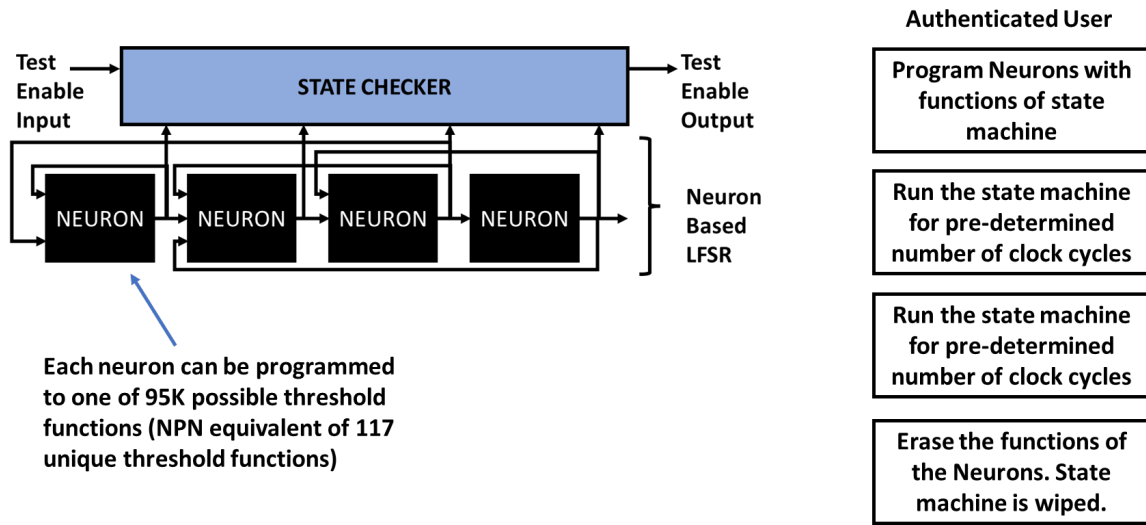 Test
Enable
Input
STATE CHECKER
Test
Enable
Output
NEURON
NEURON
NEURON
NEURON
Neuron
Based
LFSR
Each neuron can be programmed
to one of 95K possible threshold
functions (NPN equivalent of 117
unique threshold functions)
Authenticated User
Program Neurons with
functions of state
machine
Run the state machine
for pre-determined
number of clock cycles
Run the state machine
for pre-determined
number of clock cycles
Erase the functions of
the Neurons. State
machine is wiped.